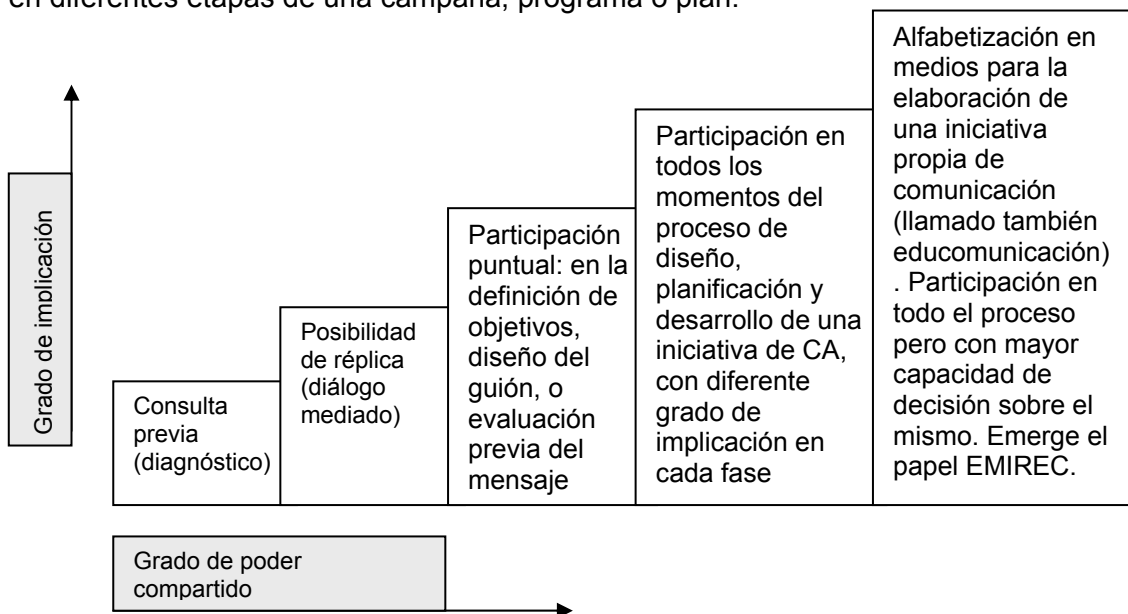 en diferentes etapas de una campaña, programa o plan:
Grado de implicación
Consulta
previa
(diagnóstico)
Posibilidad
de réplica
(diálogo
mediado)
Participación
puntual: en la
definición de
objetivos,
diseño del
guión, o
evaluación
previa del
mensaje
Participación en
todos los
momentos del
proceso de
diseño,
planificación y
desarrollo de una
iniciativa de CA,
con diferente
grado de
implicación en
cada fase
Alfabetización en
medios para la
elaboración de
una iniciativa
propia de
comunicación
(llamado también
educomunicación)
. Participación en
todo el proceso
pero con mayor
capacidad de
decisión sobre el
mismo. Emerge el
papel EMIREC.
Grado de poder
compartido